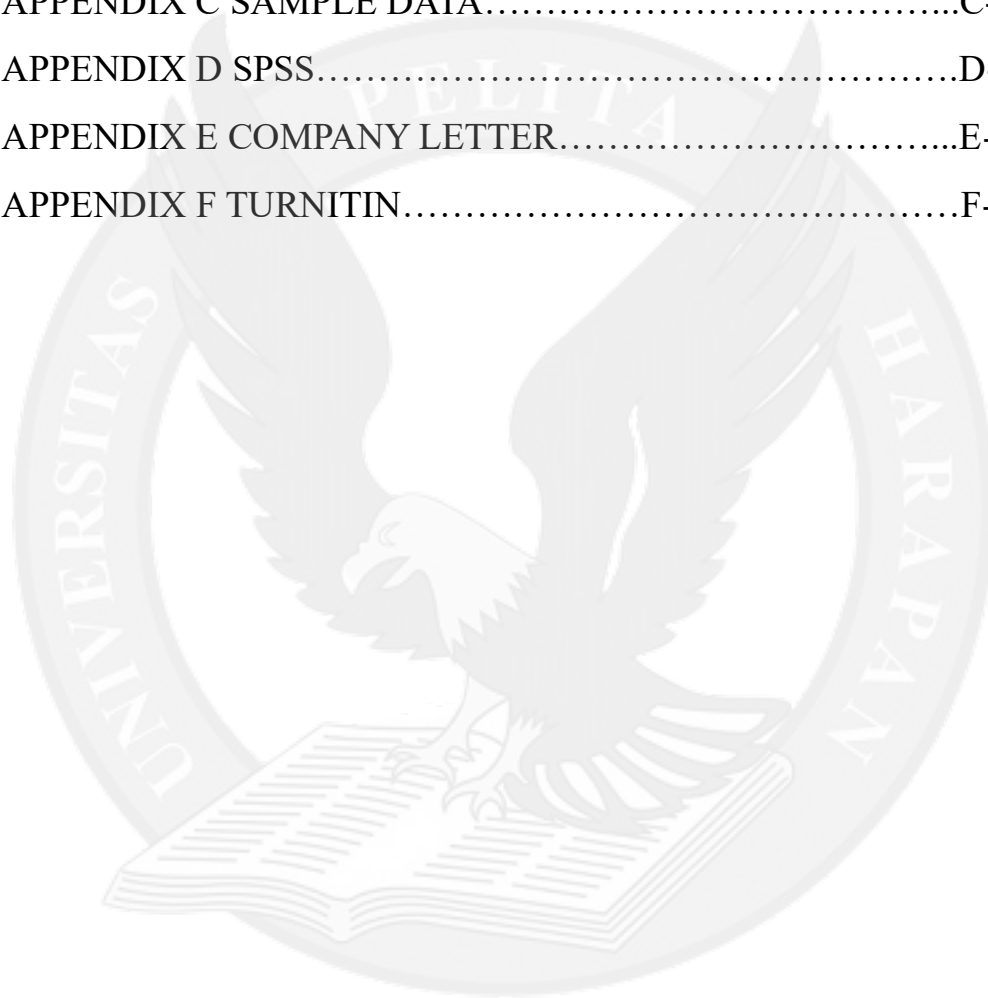 APPENDIX C SAMPLE DATA…………………………………..C-
APPENDIX D SPSS…………………………………………….D-
APPENDIX E COMPANY LETTER…………………………...E-
APPENDIX F TURNITIN………………………………………F-
UNIVERSITAS PELITA HARAPAN